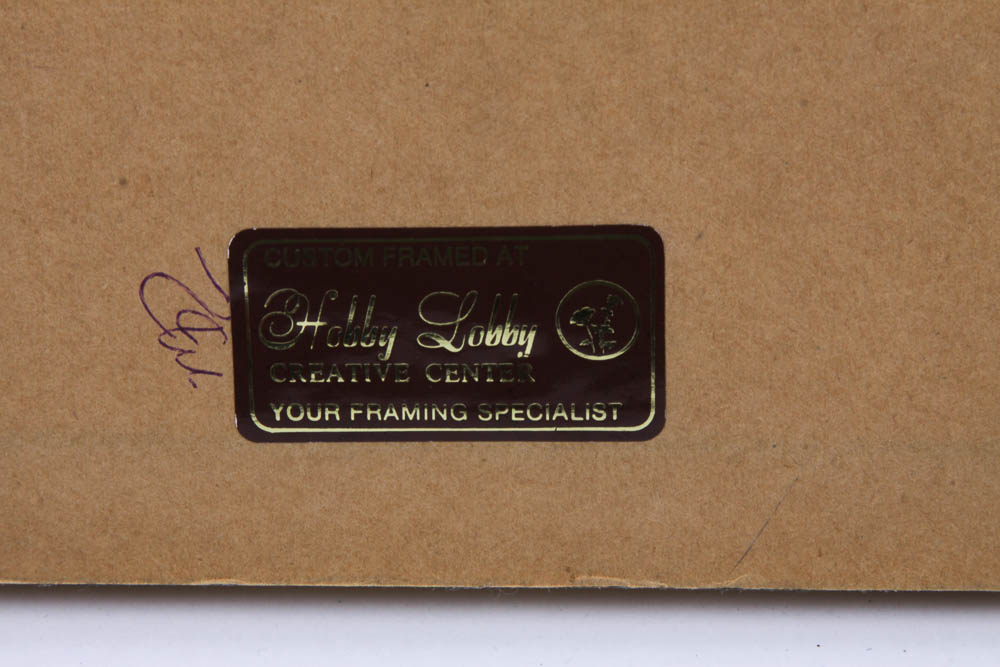 CUSTOM FRAMED AT
Hobby Lobby
CREATIVE CENTER
YOUR FRAMING SPECIALIST